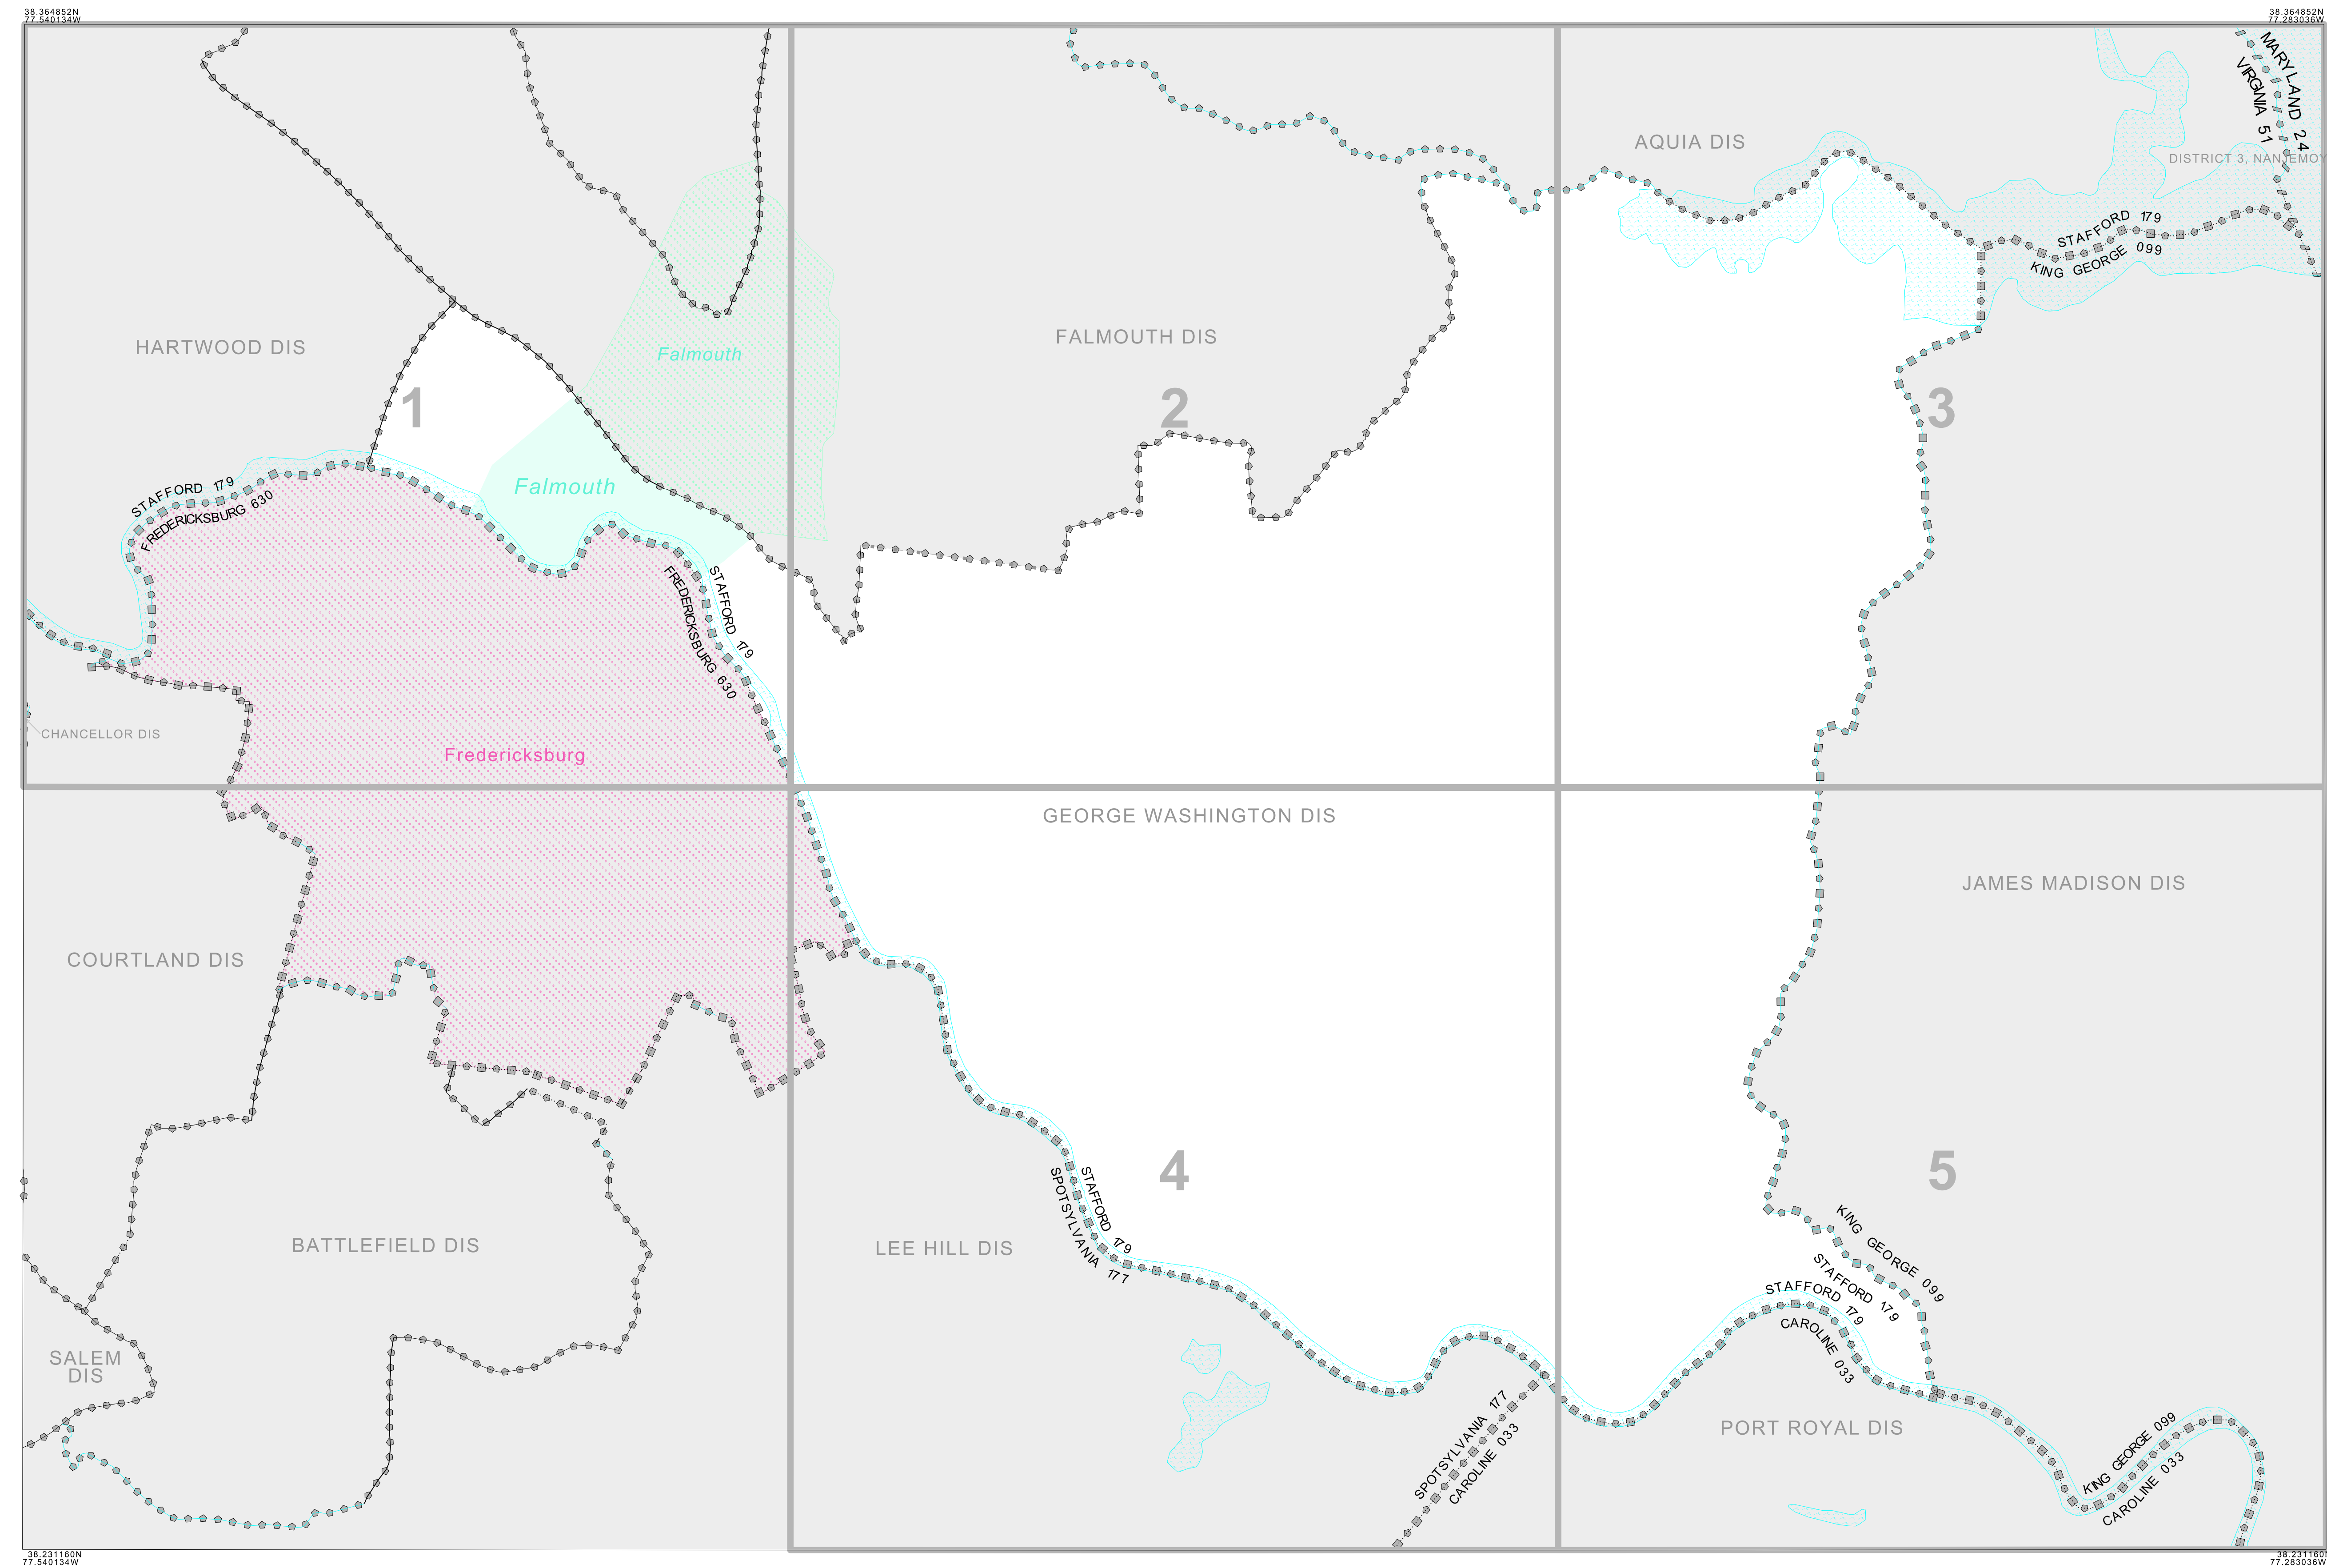 38.364852N
77.540134W
38.364852N
77.283036W
MARYLAND 24
VIRGINIA 51
AQUIA DIS
DISTRICT 3, NANJEMOY
STAFFORD 179
KING GEORGE 099
HARTWOOD DIS
Falmouth
FALMOUTH DIS
1
2
3
Falmouth
STAFFORD 179
FREDERICKSBURG 630
STAFFORD 179
FREDERICKSBURG 630
CHANCELLOR DIS
Fredericksburg
GEORGE WASHINGTON DIS
JAMES MADISON DIS
COURTLAND DIS
4
5
STAFFORD 179
SPOTSYLVANIA 177
KING GEORGE 099
STAFFORD 179
BATTLEFIELD DIS
LEE HILL DIS
STAFFORD 179
CAROLINE 033
SALEM
DIS
SPOTSYLVANIA 177
CAROLINE 033
PORT ROYAL DIS
KING GEORGE 099
CAROLINE 033
38.231160N
77.540134W
38.231160N
77.283036W